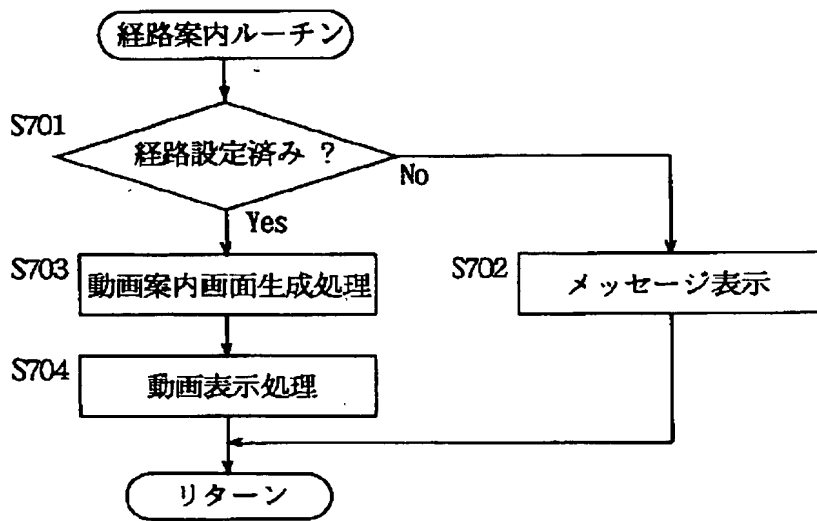 経路案内ルーチン
S701
経路設定済み ?
No
Yes
S703
動画案内画面生成処理
S702
メッセージ表示
S704
動画表示処理
リターン